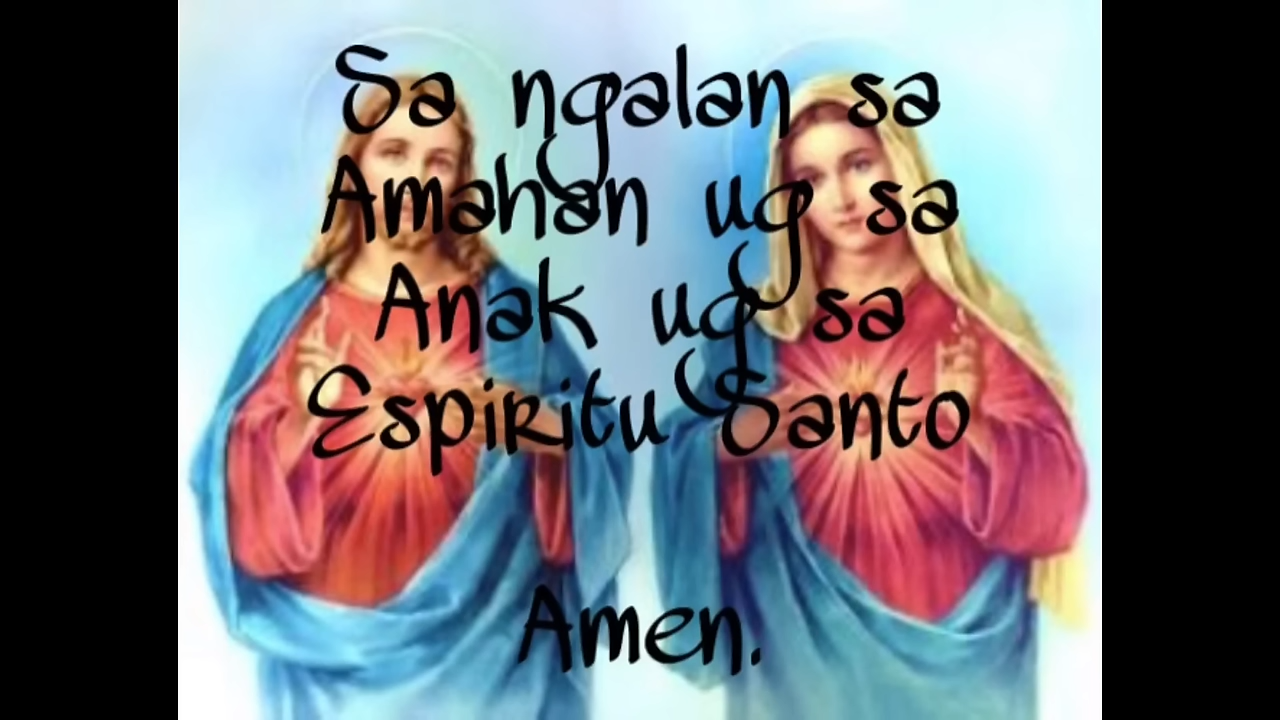 Sa ngalan sa
Amahan ug sa
Anak ug sa
Espiritu Santo
Amen.